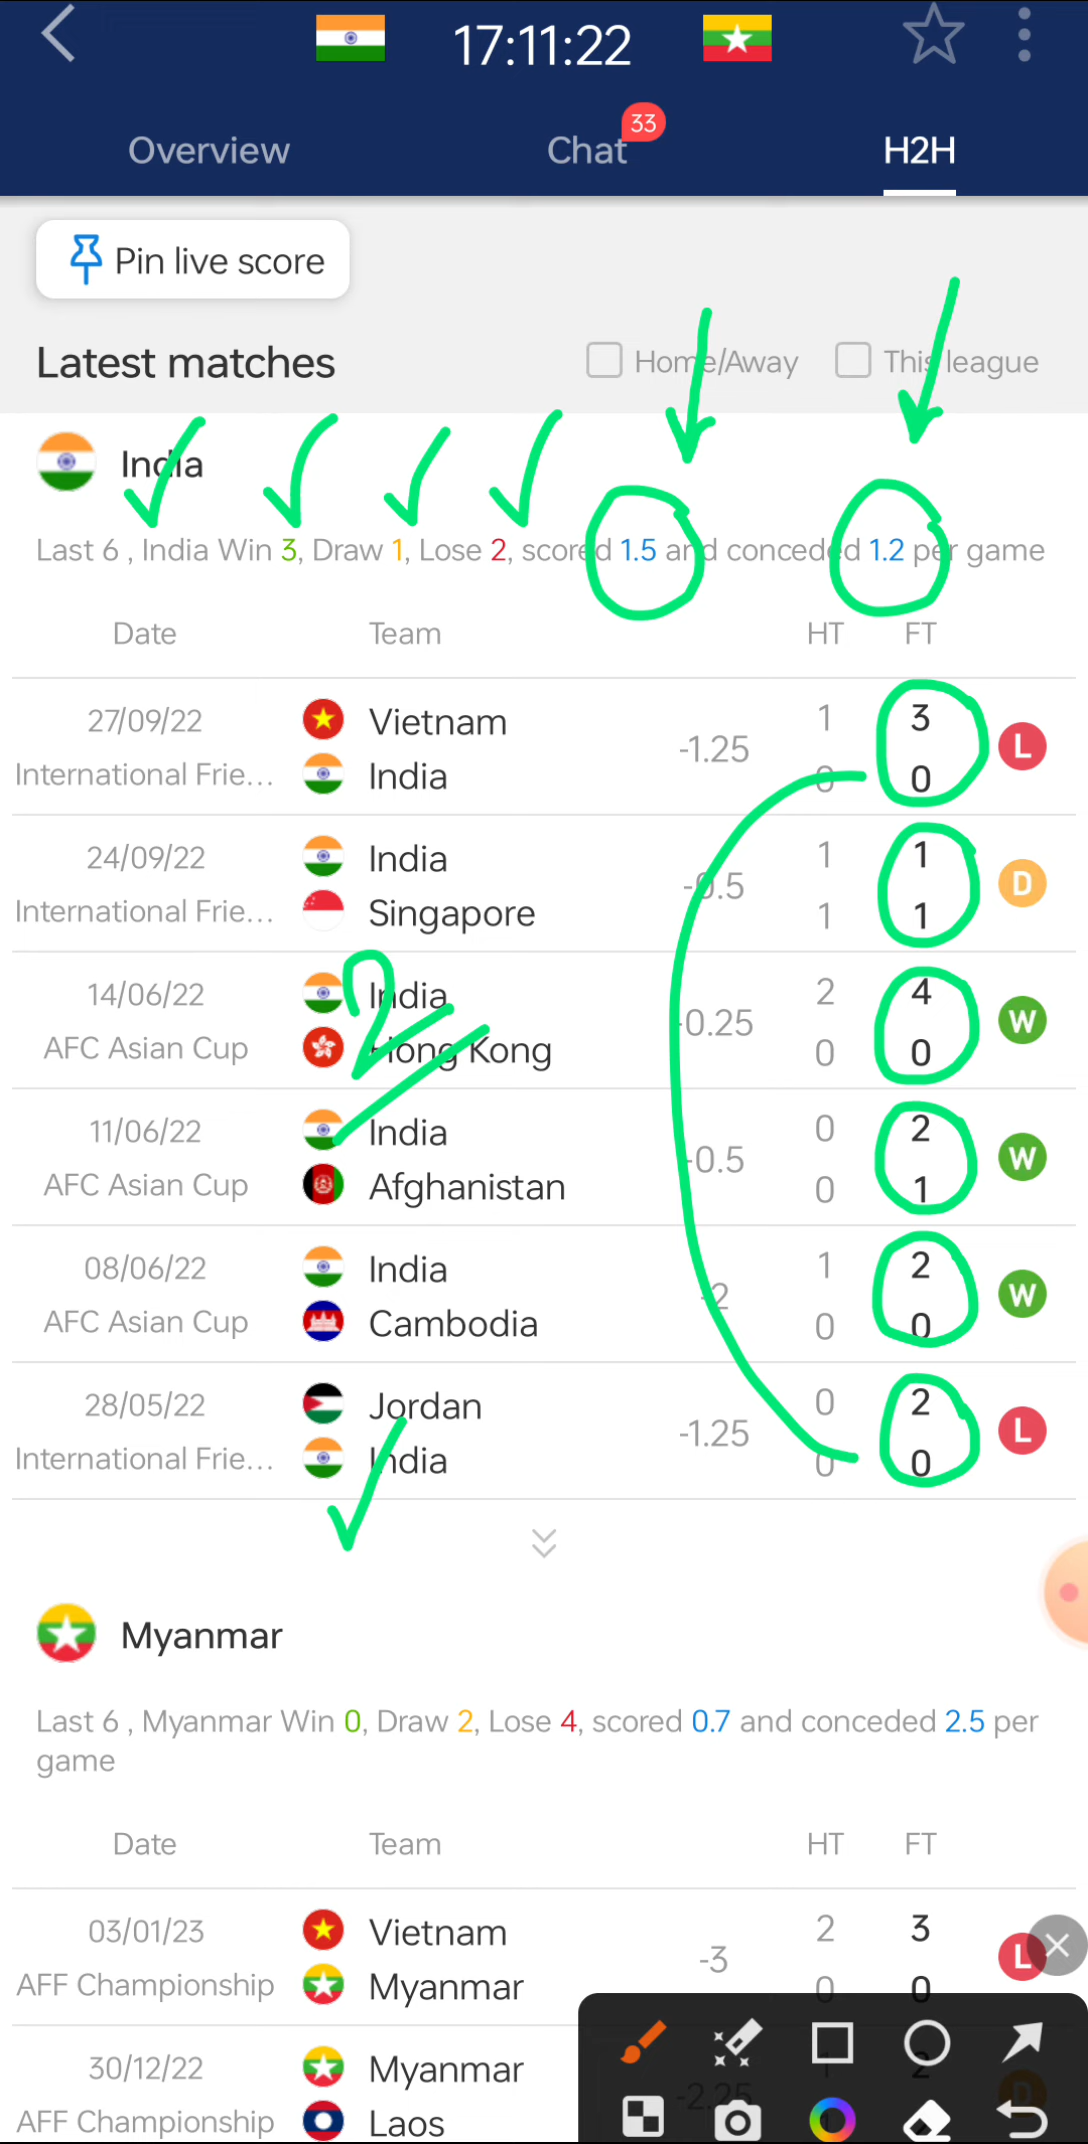 17:11:22
Overview Chat 33 H2H
Pin live score
Latest matches Home/Away This league
India
Last 6 , India Win 3, Draw 1, Lose 2, scored 1.5 and conceded 1.2 per game
Date Team HT FT
27/09/22 Vietnam 1 3
-1.25 L
International Frie... India 0 0
24/09/22 India 1 1
-0.5 D
International Frie... Singapore 1 1
14/06/22 India 2 4
-0.25 W
AFC Asian Cup Hong Kong 0 0
2
11/06/22 India 0 2
-0.5 W
AFC Asian Cup Afghanistan 0 1
08/06/22 India 1 2
-2 W
AFC Asian Cup Cambodia 0 0
28/05/22 Jordan 0 2
-1.25 L
International Frie... India 0 0
Myanmar
Last 6 , Myanmar Win 0, Draw 2, Lose 4, scored 0.7 and conceded 2.5 per
game
Date Team HT FT
03/01/23 Vietnam 2 3
-3 L
AFF Championship Myanmar 0 0
30/12/22 Myanmar 1 2
-2.25 D
AFF Championship Laos